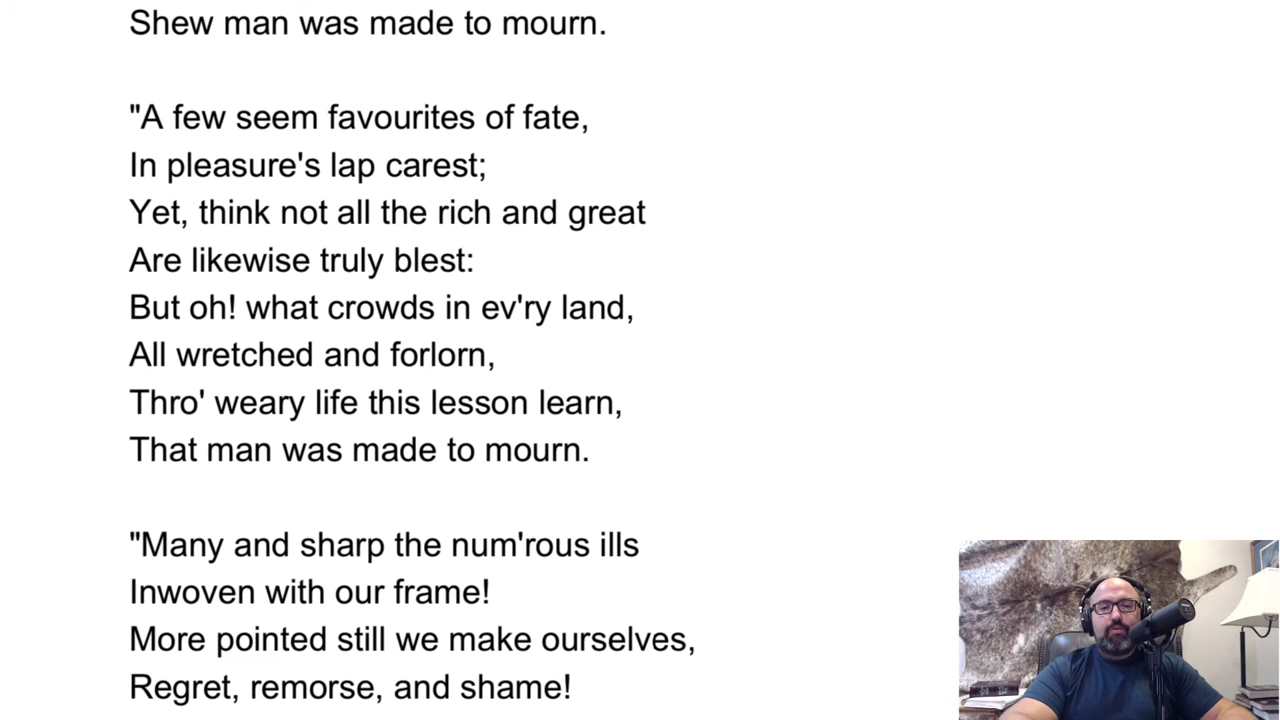 Shew man was made to mourn.
"A few seem favourites of fate,
In pleasure's lap carest;
Yet, think not all the rich and great
Are likewise truly blest:
But oh! what crowds in ev'ry land,
All wretched and forlorn,
Thro' weary life this lesson learn,
That man was made to mourn.
"Many and sharp the num'rous ills
Inwoven with our frame!
More pointed still we make ourselves,
Regret, remorse, and shame!